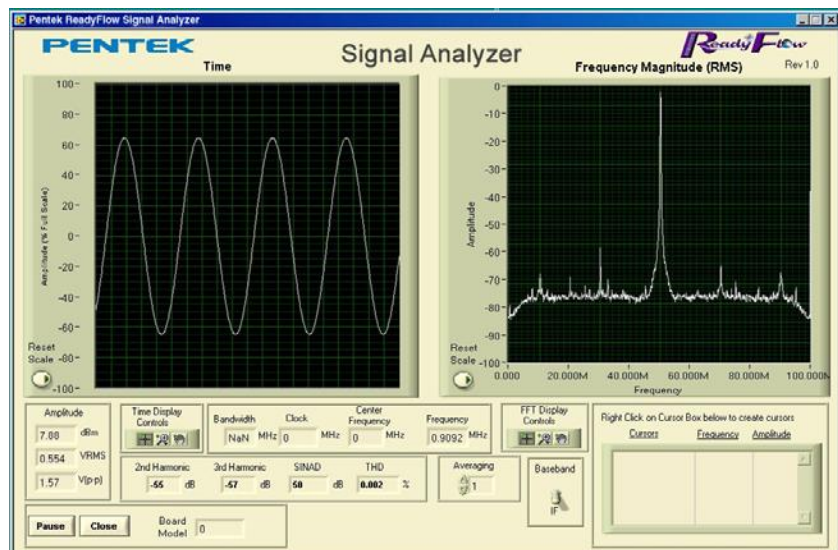 Pentek ReadyFlow Signal Analyzer
PENTEK
Signal Analyzer
ReadyFlow
Rev 1.0
Time
Amplitude (% Full Scale)
100
80
60
40
20
0
-20
-40
-60
-80
-100
Reset
Scale
Frequency Magnitude (RMS)
Amplitude
0
-10
-20
-30
-40
-50
-60
-70
-80
-90
-100
Reset
Scale
0.000 20.000M 40.000M 60.000M 80.000M 100.000M
Frequency
Amplitude
7.88 dBm
0.554 VRMS
1.57 V(p-p)
Time Display
Controls
Bandwidth
NaN MHz
Clock
0 MHz
Center
Frequency
0 MHz
Frequency
0.9092 MHz
FFT Display
Controls
2nd Harmonic
-55 dB
3rd Harmonic
-57 dB
SINAD
50 dB
THD
0.002 %
Averaging
1
Baseband
IF
Right Click on Cursor Box below to create cursors
Cursors Frequency Amplitude
Pause
Close
Board
Model
0